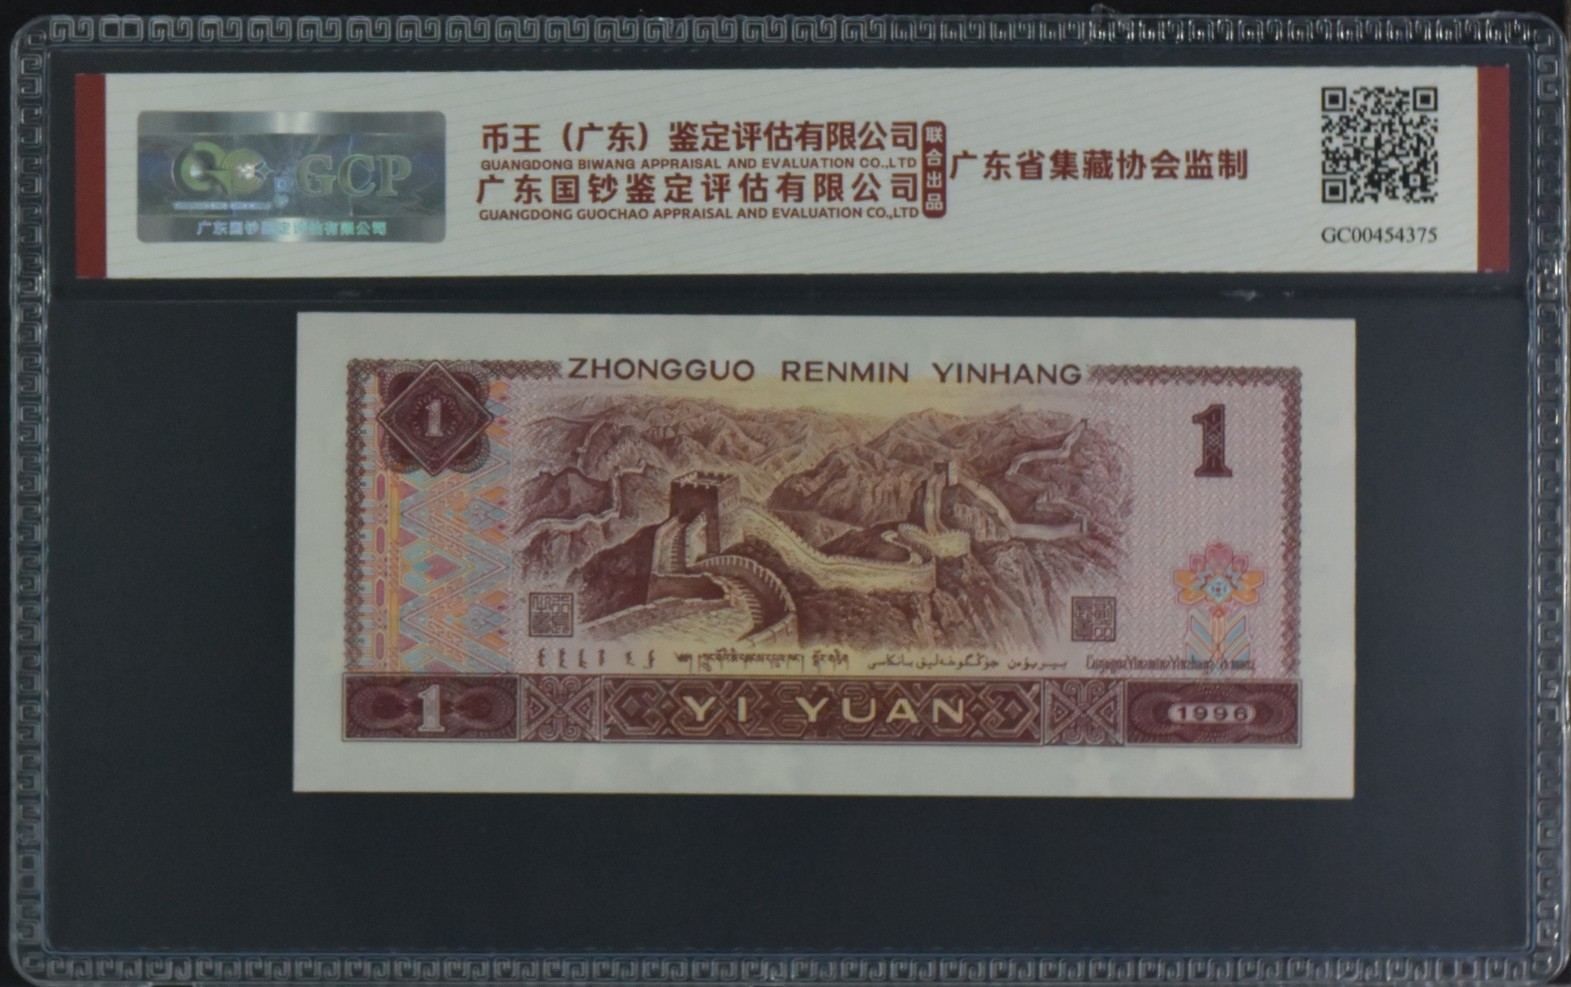 币王（广东）鉴定评估有限公司
GUANGDONG BIWANG APPRAISAL AND EVALUATION CO.,LTD
广东国钞鉴定评估有限公司
GUANGDONG GUOCHAO APPRAISAL AND EVALUATION CO.,LTD
联合出品
广东省集藏协会监制
GCP
GC00454375
ZHONGGUO RENMIN YINHANG
1
1
1
YI YUAN
1996